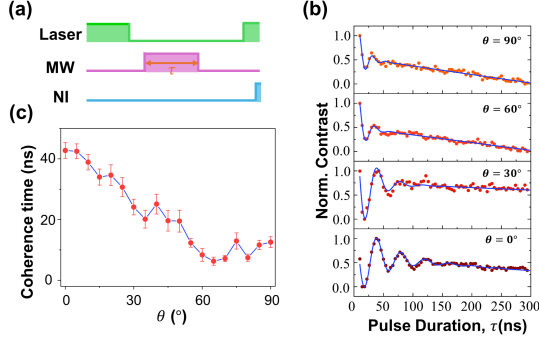 (a)
Laser
MW
τ
NI
(b)
θ = 90°
1.0
0.5
0.0
θ = 60°
1.0
0.5
0.0
θ = 30°
1.0
0.5
0.0
θ = 0°
1.0
0.5
0.0
0 50 100 150 200 250 300
Norm. Contrast
Pulse Duration, τ(ns)
(c)
60
40
20
0
0 30 60 90
Coherence time (ns)
θ (°)